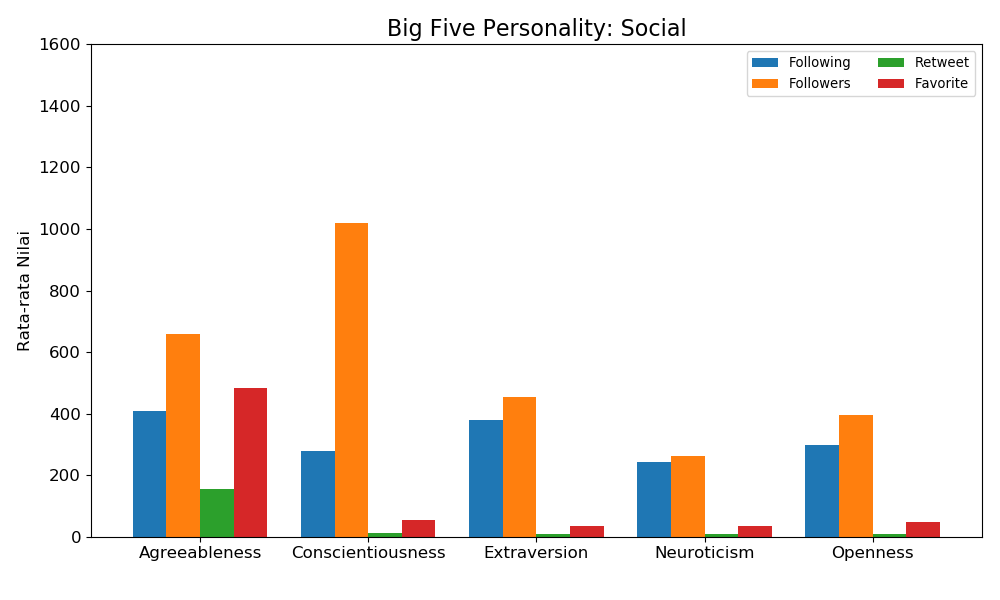 Big Five Personality: Social
Following
Followers
Retweet
Favorite
Rata-rata Nilai
1600
1400
1200
1000
800
600
400
200
0
Agreeableness
Conscientiousness
Extraversion
Neuroticism
Openness